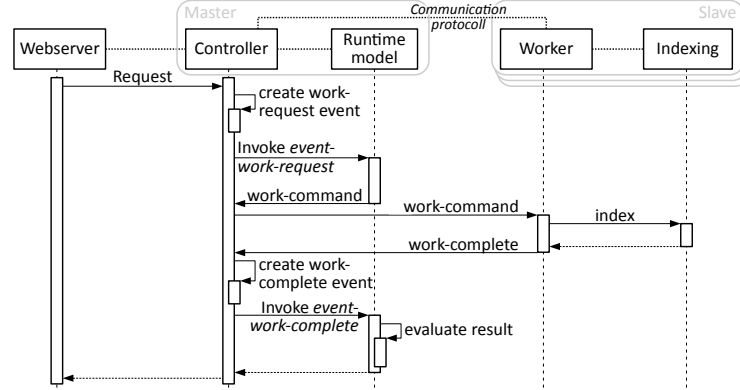 Master
Communication
protocoll
Slave
Webserver
Controller
Runtime
model
Worker
Indexing
Request
create work-
request event
Invoke event-
work-request
work-command
work-command
index
work-complete
create work-
complete event
Invoke event-
work-complete
evaluate result